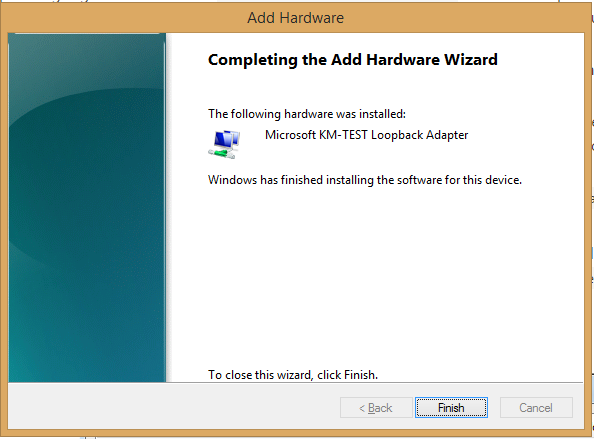 Add Hardware
Completing the Add Hardware Wizard
The following hardware was installed:
Microsoft KM-TEST Loopback Adapter
Windows has finished installing the software for this device.
To close this wizard, click Finish.
< Back
Finish
Cancel